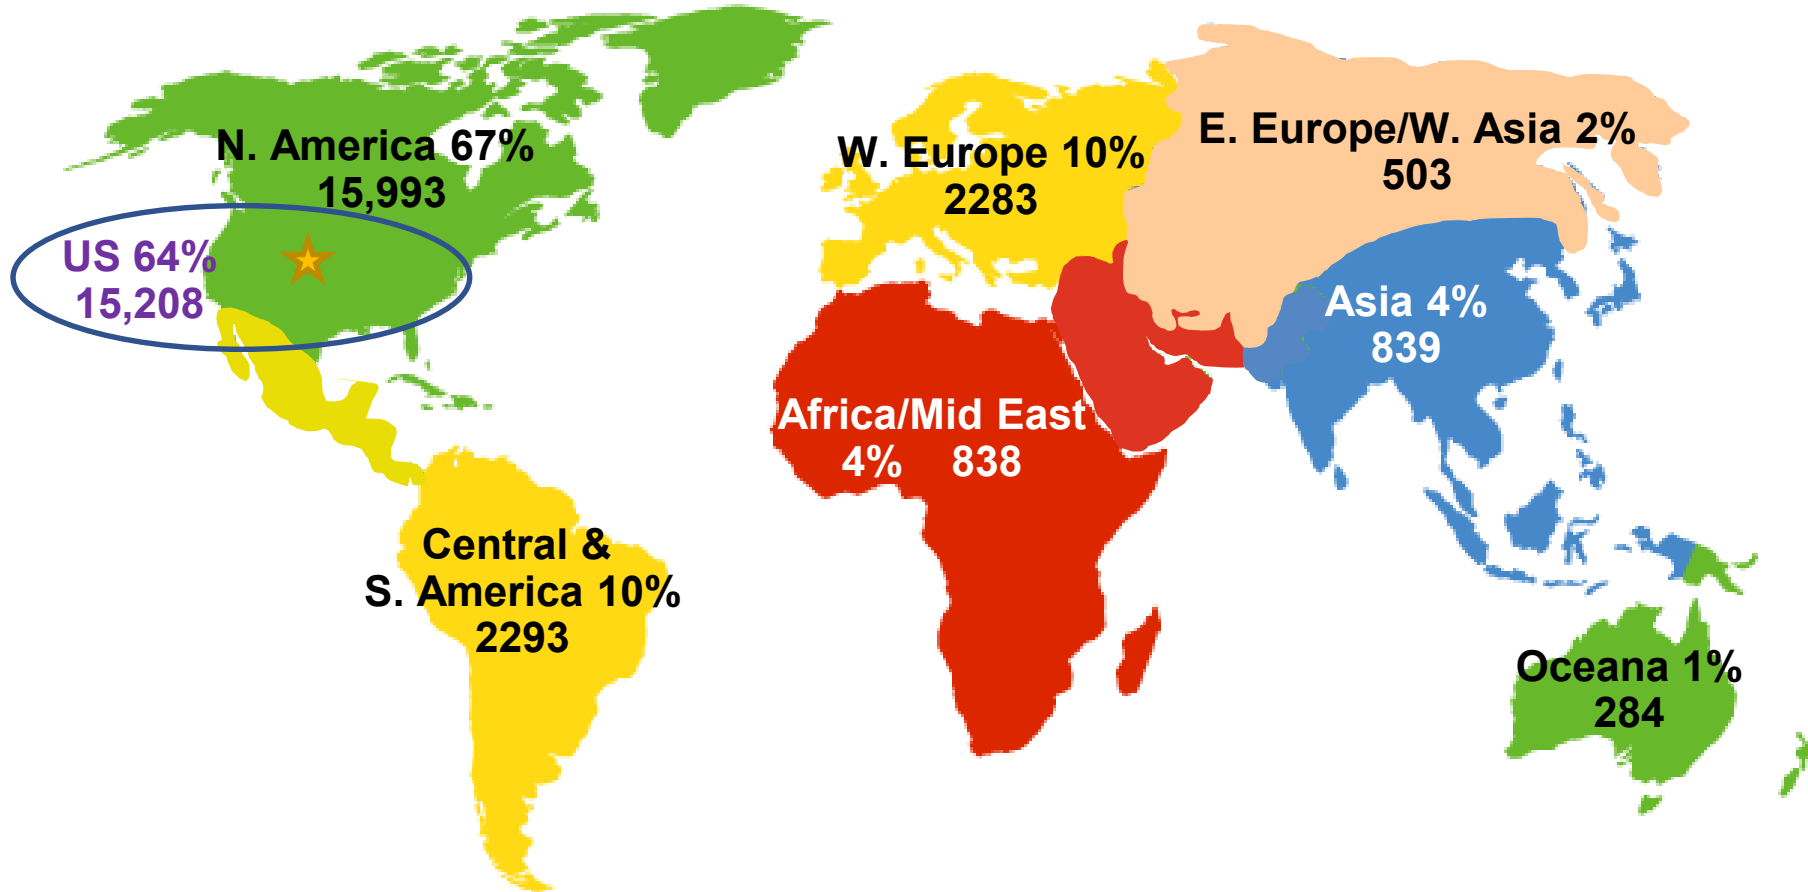 N. America 67%
15,993
US 64%
15,208
W. Europe 10%
2283
E. Europe/W. Asia 2%
503
Asia 4%
839
Africa/Mid East
4% 838
Central &
S. America 10%
2293
Oceana 1%
284